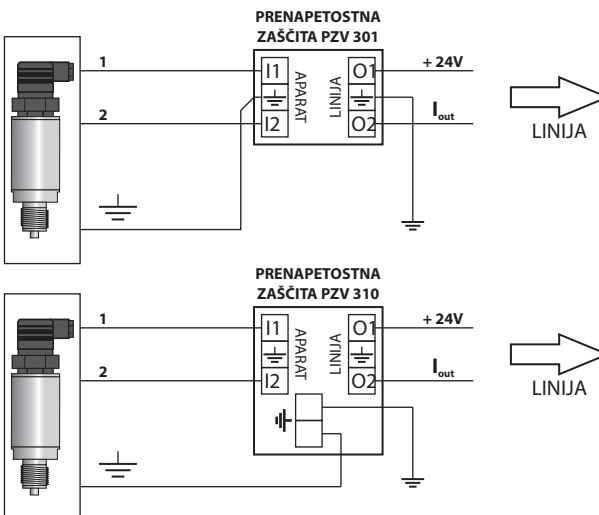 PRENAPETOSTNA
ZAŠČITA PZV 301
1
I1
APARAT
LINIJA
O1
+ 24V
2
I2
O2
Iout
LINIJA
PRENAPETOSTNA
ZAŠČITA PZV 310
1
I1
APARAT
LINIJA
O1
+ 24V
2
I2
O2
Iout
LINIJA